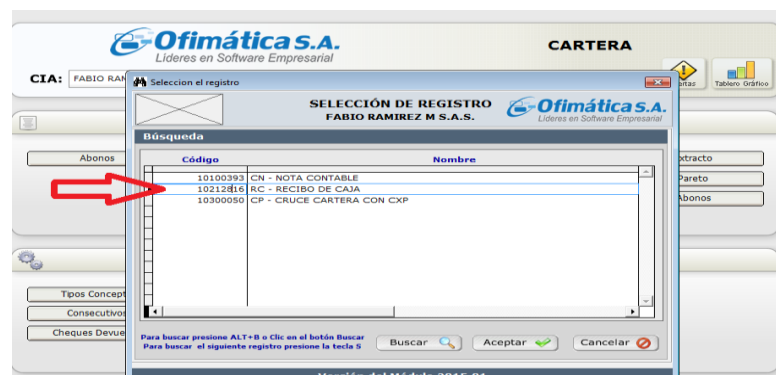 Ofimática S.A.
Líderes en Software Empresarial
CARTERA
CIA: FABIO RAM
Seleccion el registro
Tablero Gráfico
SELECCIÓN DE REGISTRO
FABIO RAMIREZ M S.A.S.
Ofimática S.A.
Líderes en Software Empresarial
Búsqueda
Código Nombre
10100393 CN - NOTA CONTABLE
10212816 RC - RECIBO DE CAJA
10300050 CP - CRUCE CARTERA CON CXP
Abonos
xtracto
Pareto
Abonos
Tipos Concept
Consecutivos
Cheques Devue
Para buscar presione ALT+B o Clic en el botón Buscar
Para buscar el siguiente registro presione la tecla S
Buscar
Aceptar
Cancelar